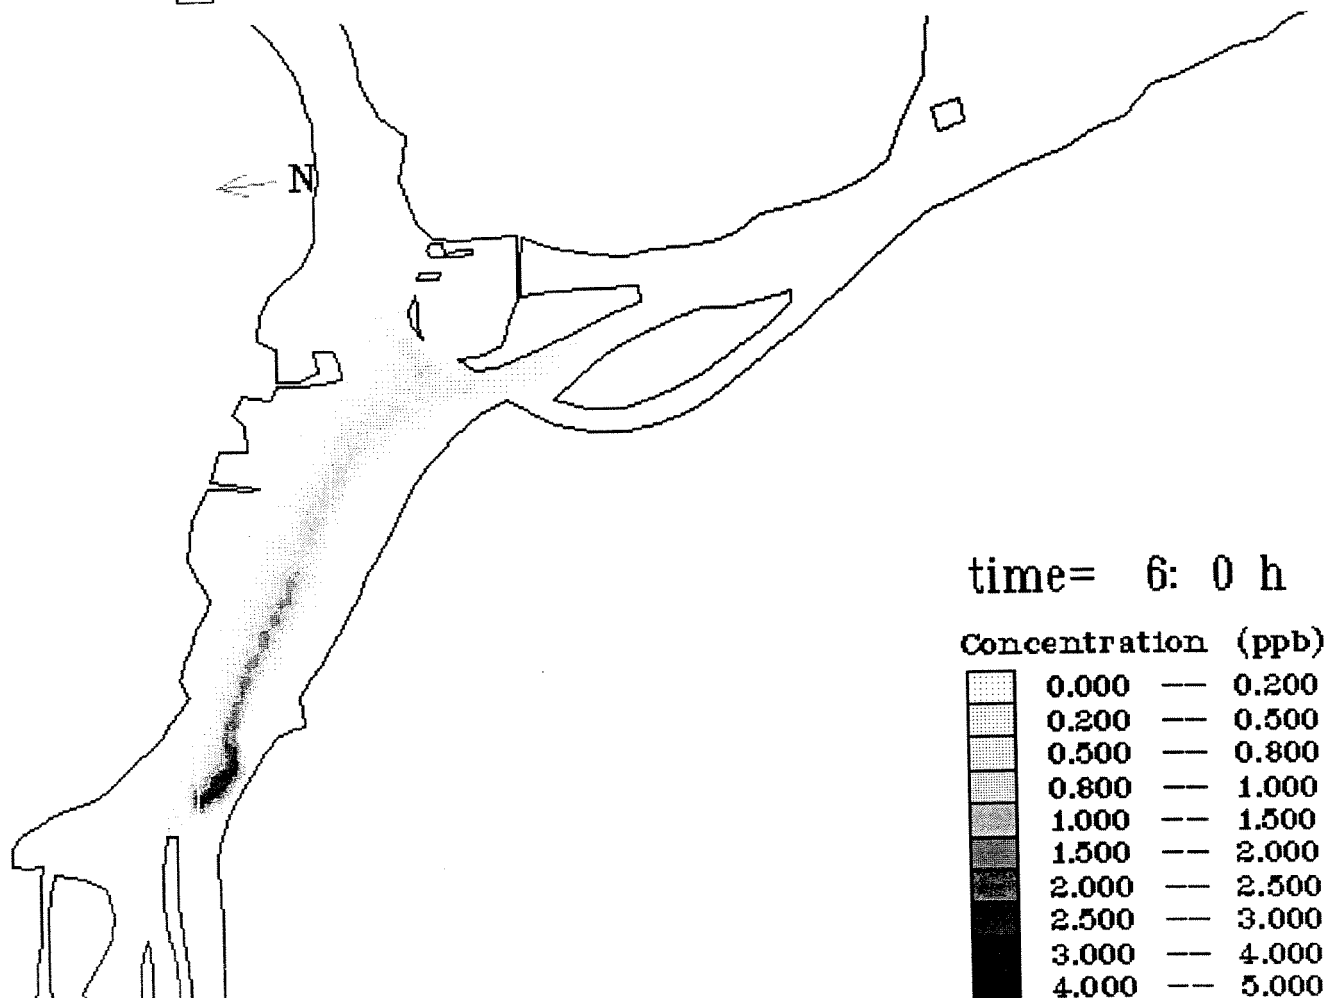 N
time= 6: 0 h
Concentration (ppb)
0.000 -- 0.200
0.200 -- 0.500
0.500 -- 0.800
0.800 -- 1.000
1.000 -- 1.500
1.500 -- 2.000
2.000 -- 2.500
2.500 -- 3.000
3.000 -- 4.000
4.000 -- 5.000